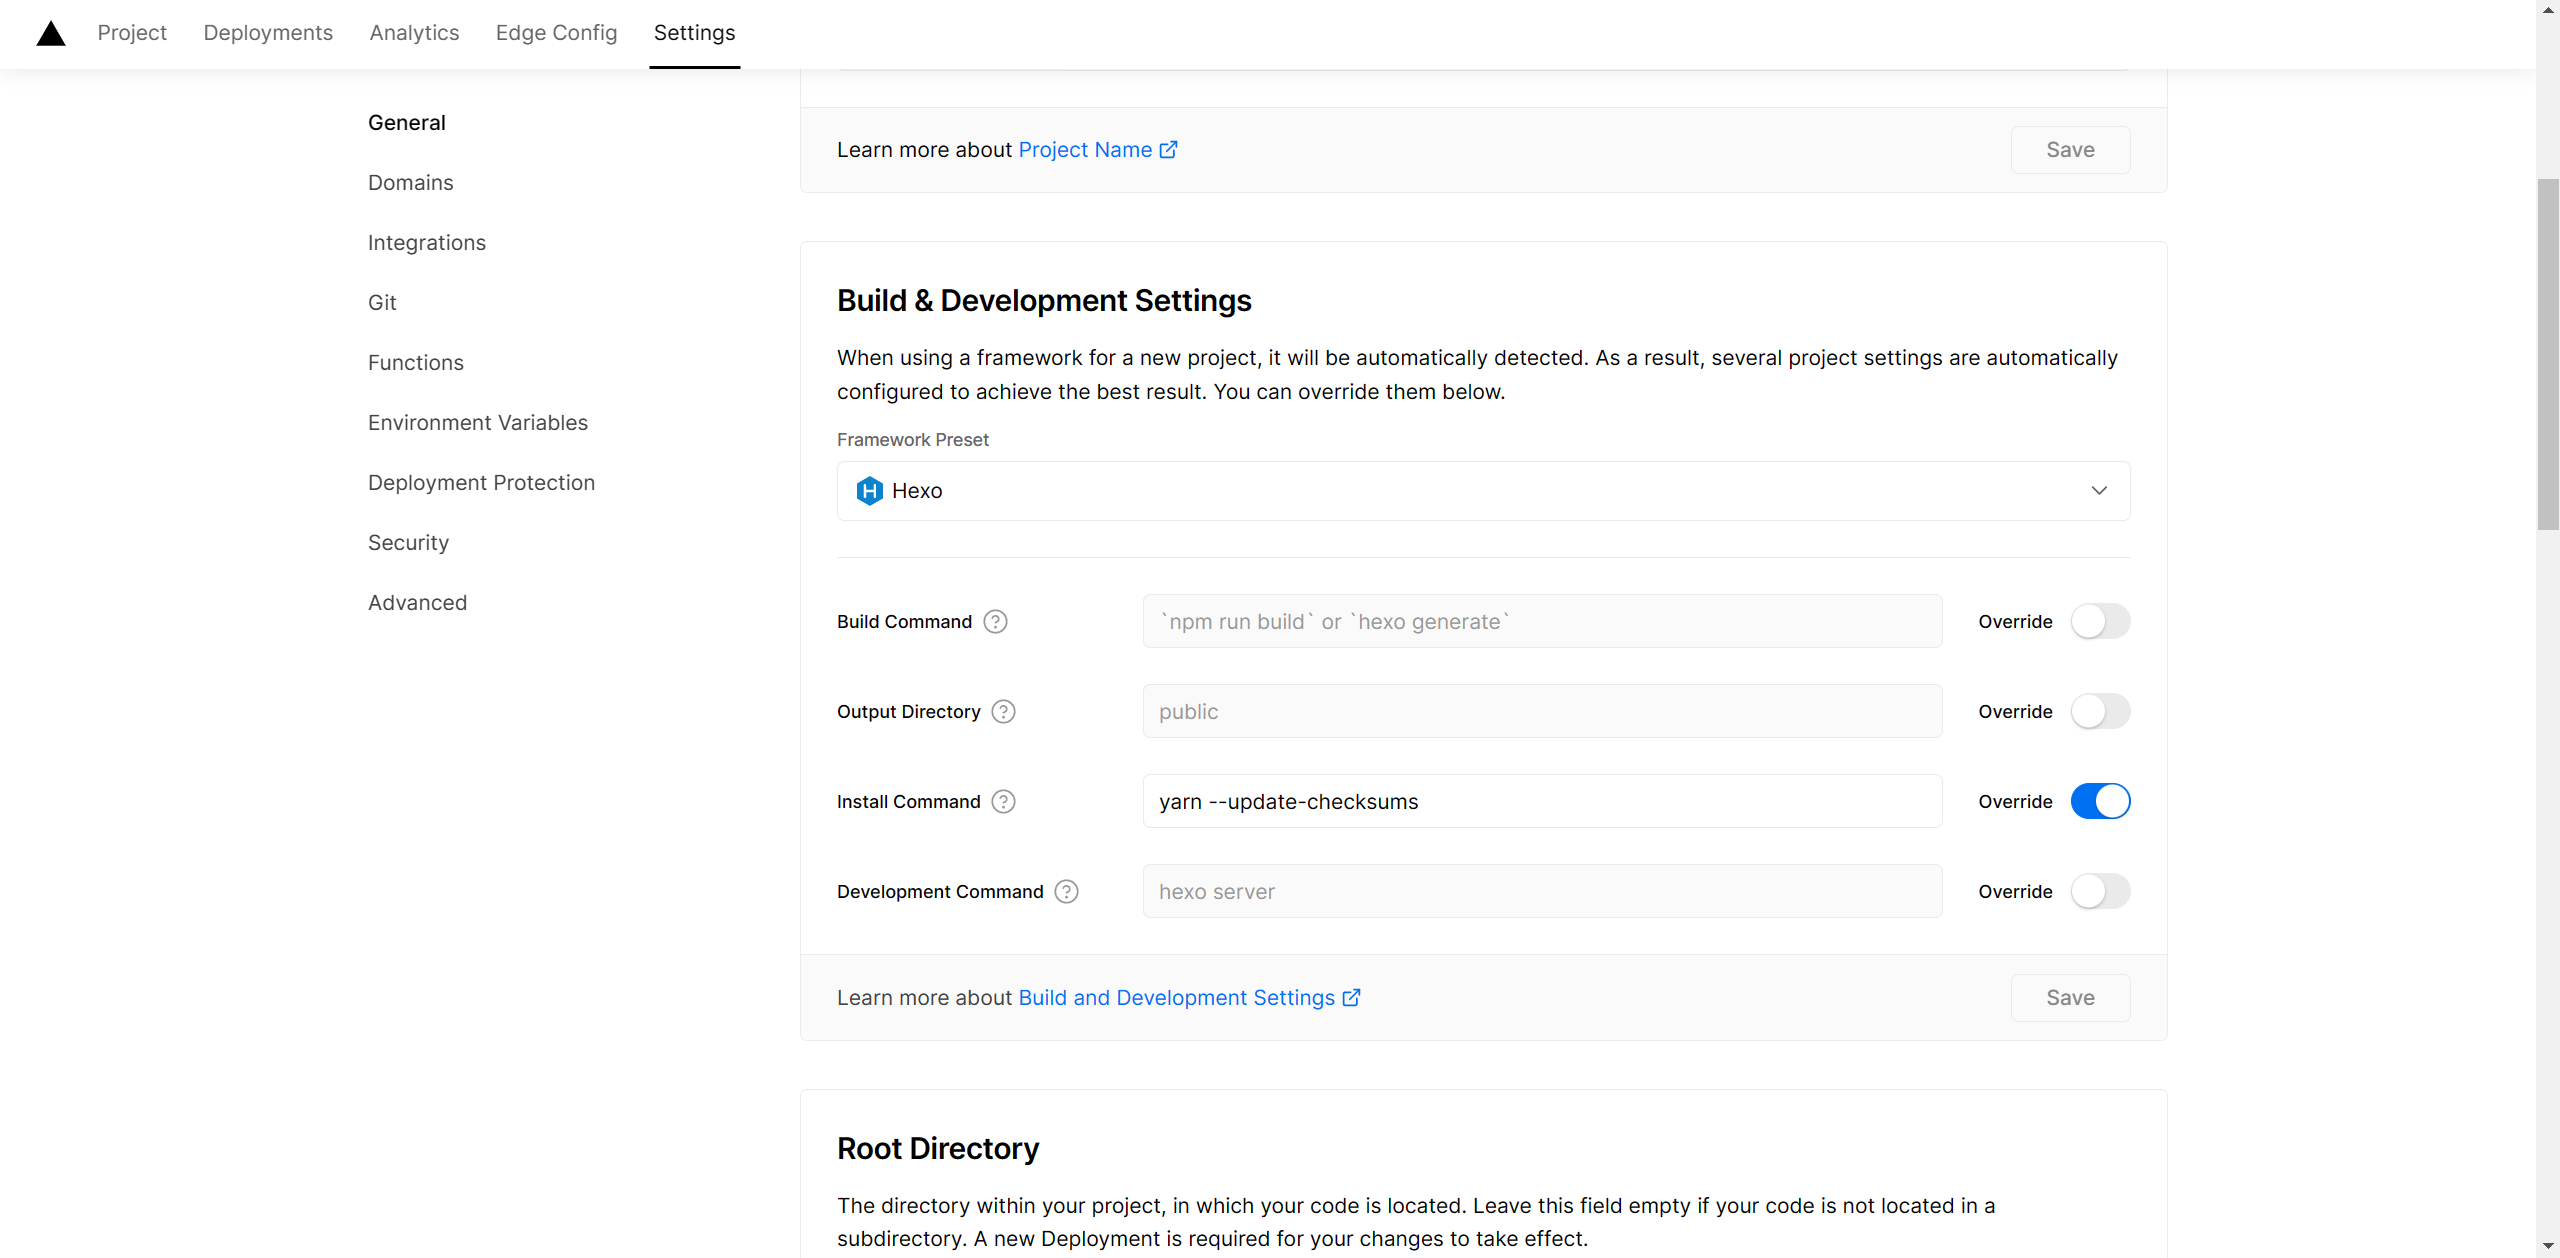 Project
Deployments
Analytics
Edge Config
Settings
General
Domains
Integrations
Git
Functions
Environment Variables
Deployment Protection
Security
Advanced
Learn more about Project Name
Save
Build & Development Settings
When using a framework for a new project, it will be automatically detected. As a result, several project settings are automatically
configured to achieve the best result. You can override them below.
Framework Preset
H Hexo
Build Command ? `npm run build` or `hexo generate` Override
Output Directory ? public Override
Install Command ? yarn --update-checksums Override
Development Command ? hexo server Override
Learn more about Build and Development Settings
Save
Root Directory
The directory within your project, in which your code is located. Leave this field empty if your code is not located in a
subdirectory. A new Deployment is required for your changes to take effect.